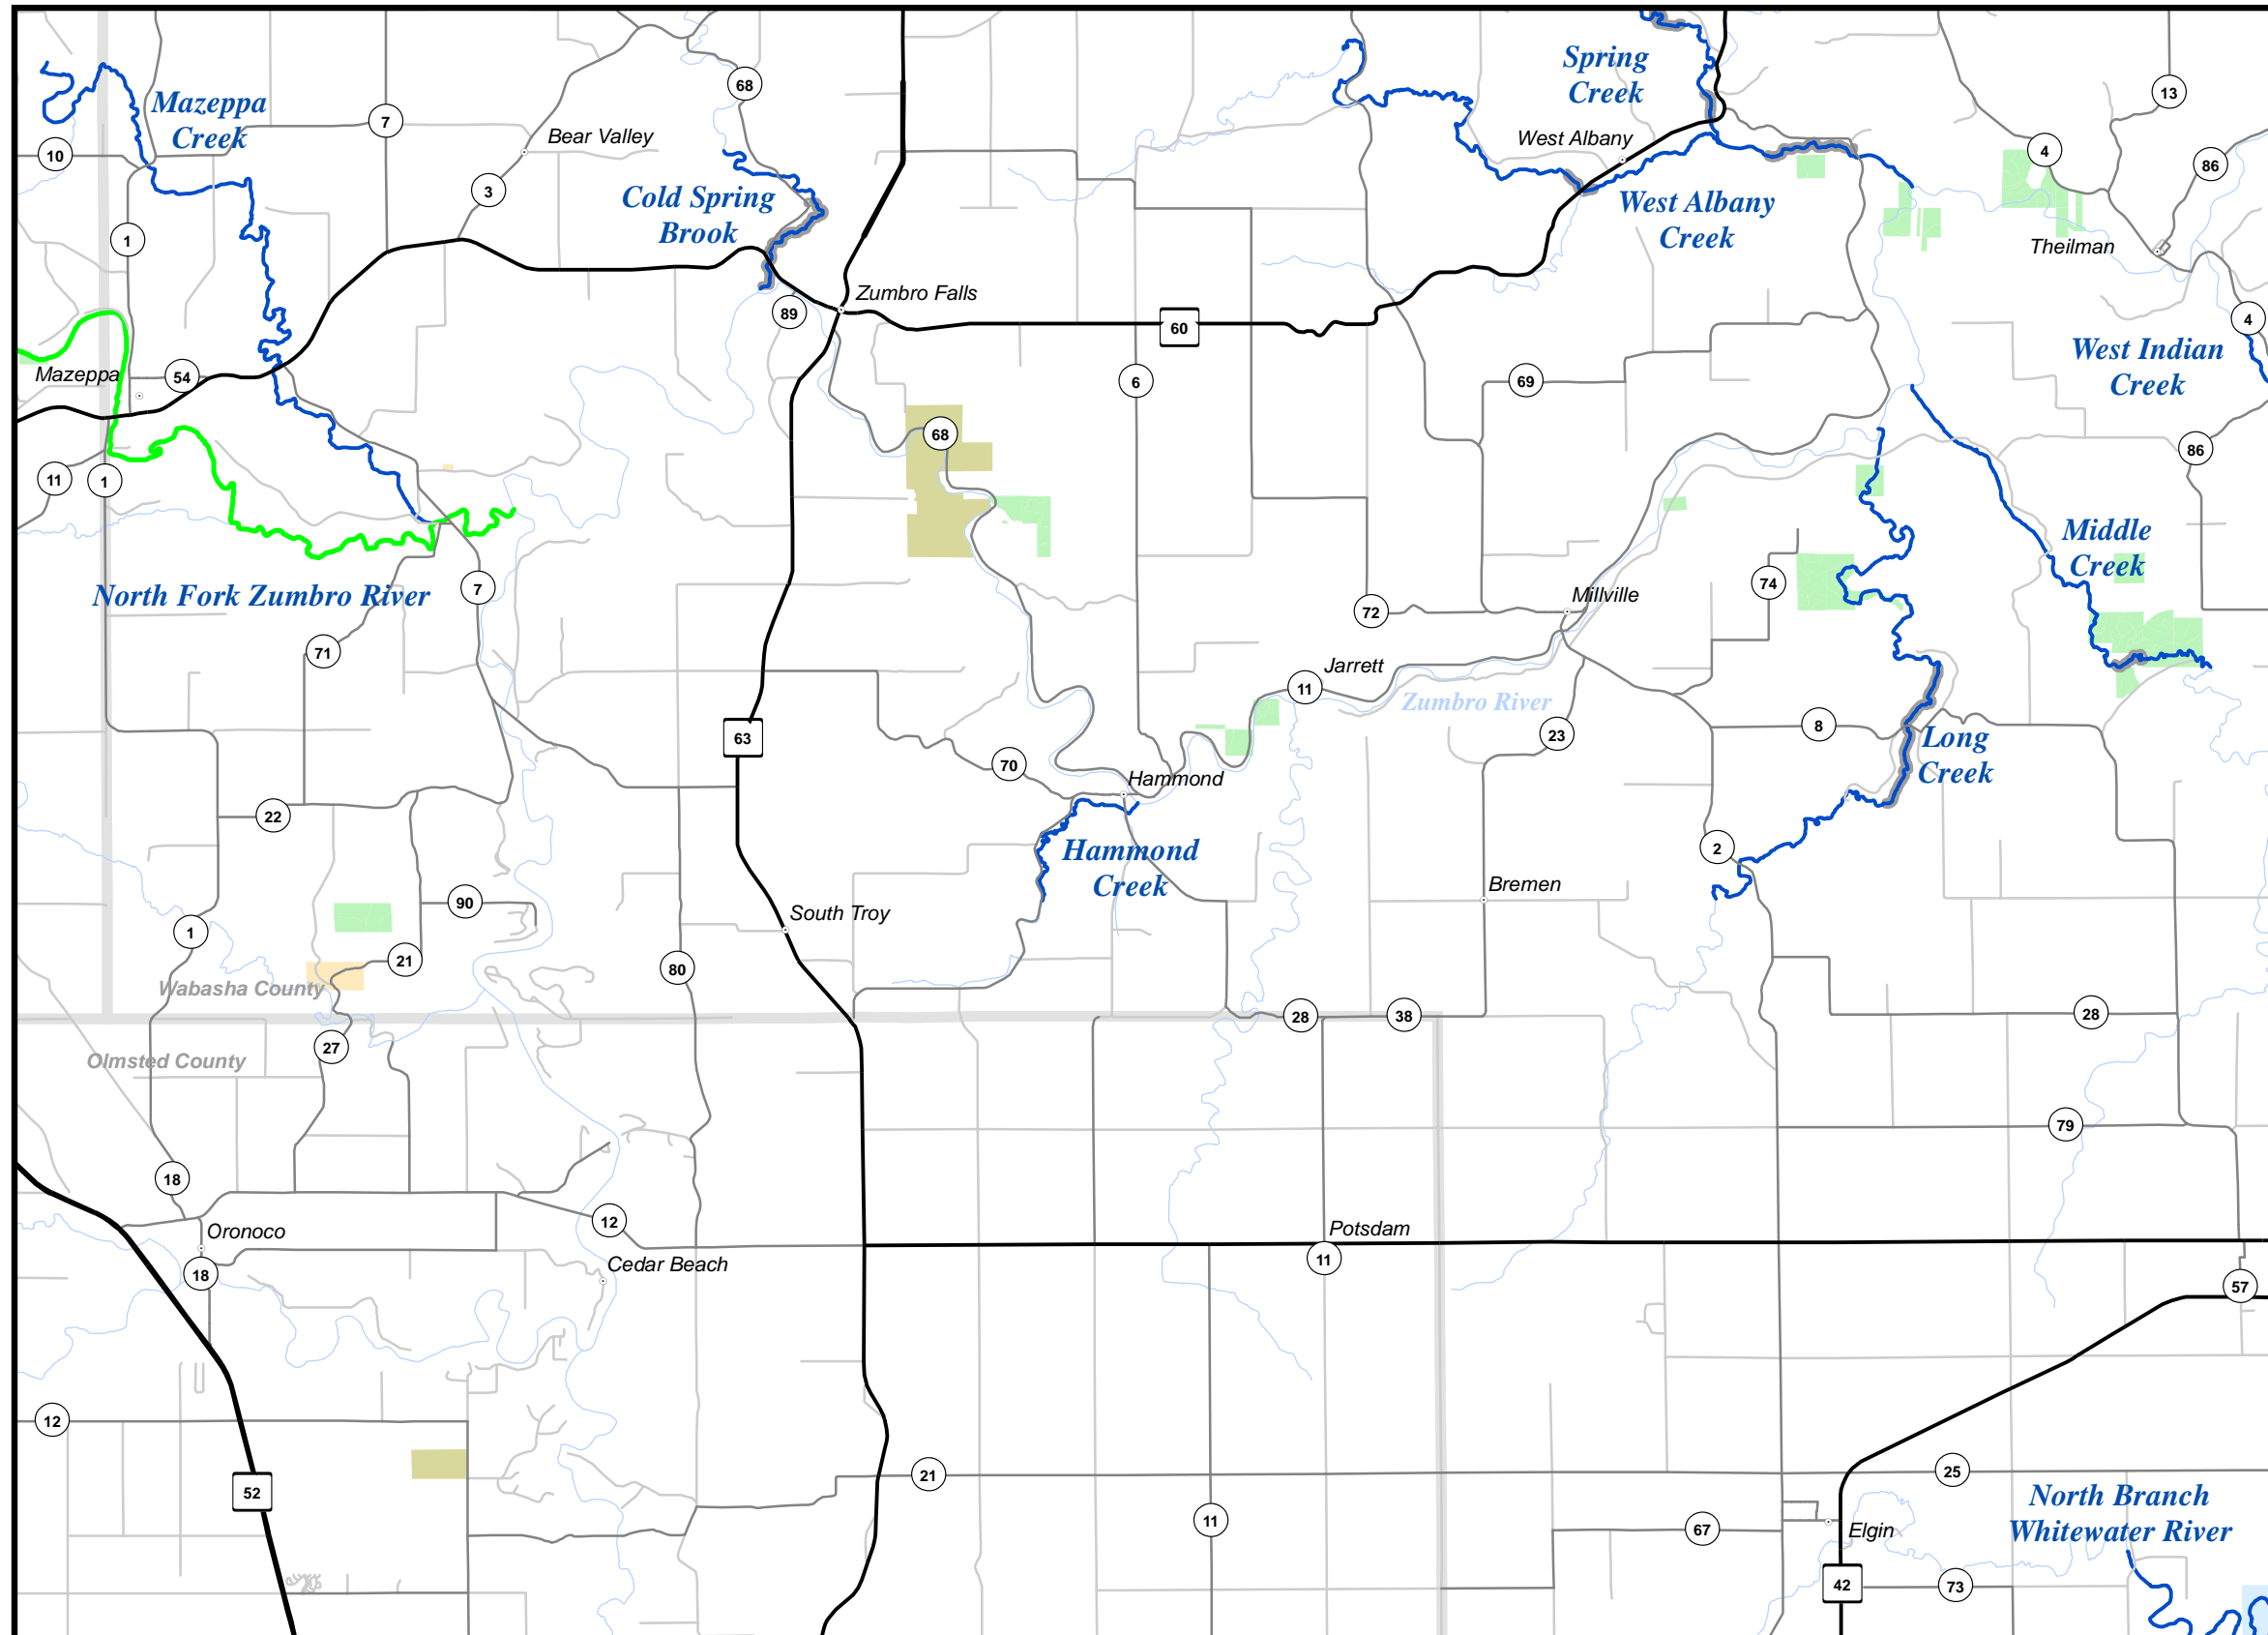 Spring
Creek
68
13
Mazeppa
Creek
7
Bear Valley
West Albany
4
10
86
3
Cold Spring
Brook
West Albany
Creek
1
Theilman
Zumbro Falls
89
60
4
West Indian
Creek
Mazeppa
54
6
69
68
86
11
1
Middle
Creek
North Fork Zumbro River
7
74
Millville
72
71
Jarrett
11
Zumbro River
63
23
8
Long
Creek
70
Hammond
22
2
Hammond
Creek
Bremen
90
South Troy
1
21
80
Wabasha County
28
38
28
27
Olmsted County
79
18
12
Oronoco
Potsdam
11
Cedar Beach
18
57
12
21
25
52
North Branch
Whitewater River
11
67
Elgin
42
73